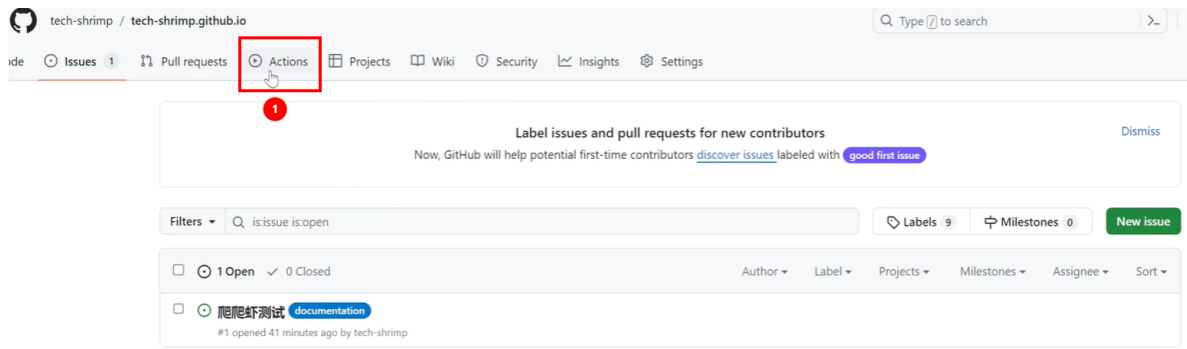 tech-shrimp / tech-shrimp.github.io
Type / to search
ode Issues 1 Pull requests Actions Projects Wiki Security Insights Settings
1
Label issues and pull requests for new contributors
Dismiss
Now, GitHub will help potential first-time contributors discover issues labeled with good first issue
Filters is:issue is:open Labels 9 Milestones 0 New issue
1 Open 0 Closed Author Label Projects Milestones Assignee Sort
爬爬虾测试 documentation
#1 opened 41 minutes ago by tech-shrimp